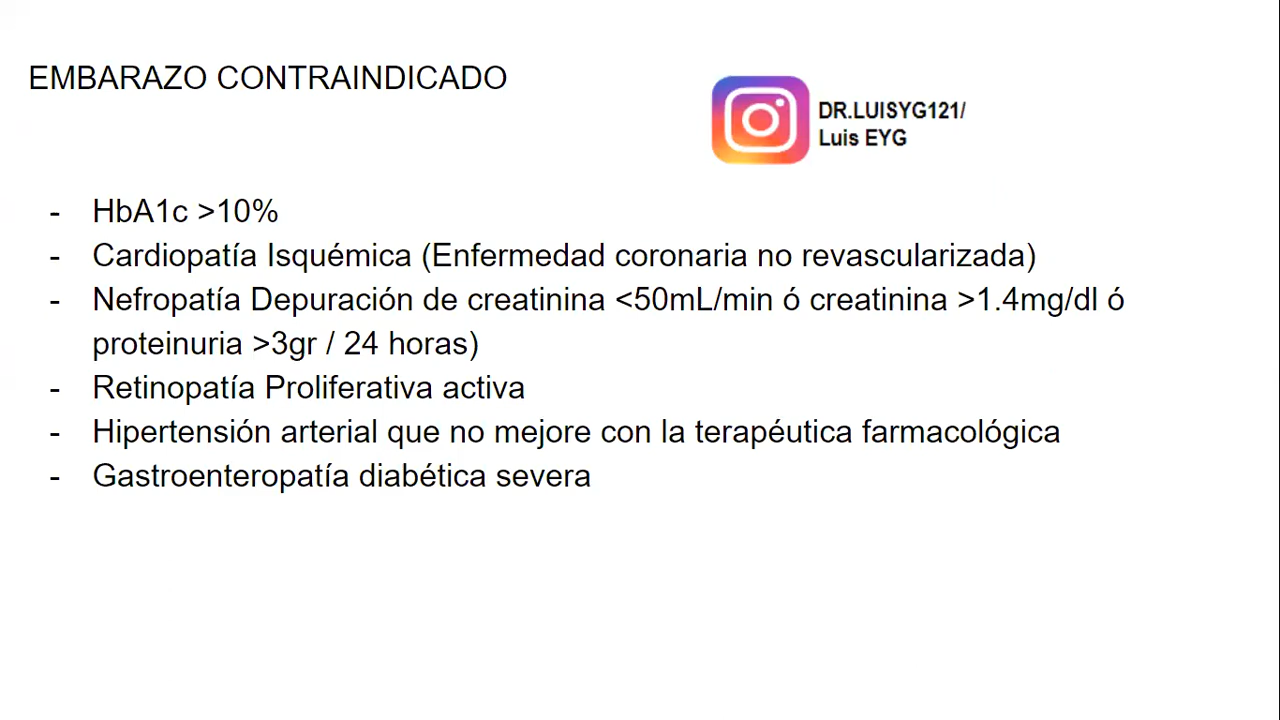 EMBARAZO CONTRAINDICADO
DR.LUISYG121/
Luis EYG
- HbA1c >10%
- Cardiopatía Isquémica (Enfermedad coronaria no revascularizada)
- Nefropatía Depuración de creatinina <50mL/min ó creatinina >1.4mg/dl ó
proteinuria >3gr / 24 horas)
- Retinopatía Proliferativa activa
- Hipertensión arterial que no mejore con la terapéutica farmacológica
- Gastroenteropatía diabética severa